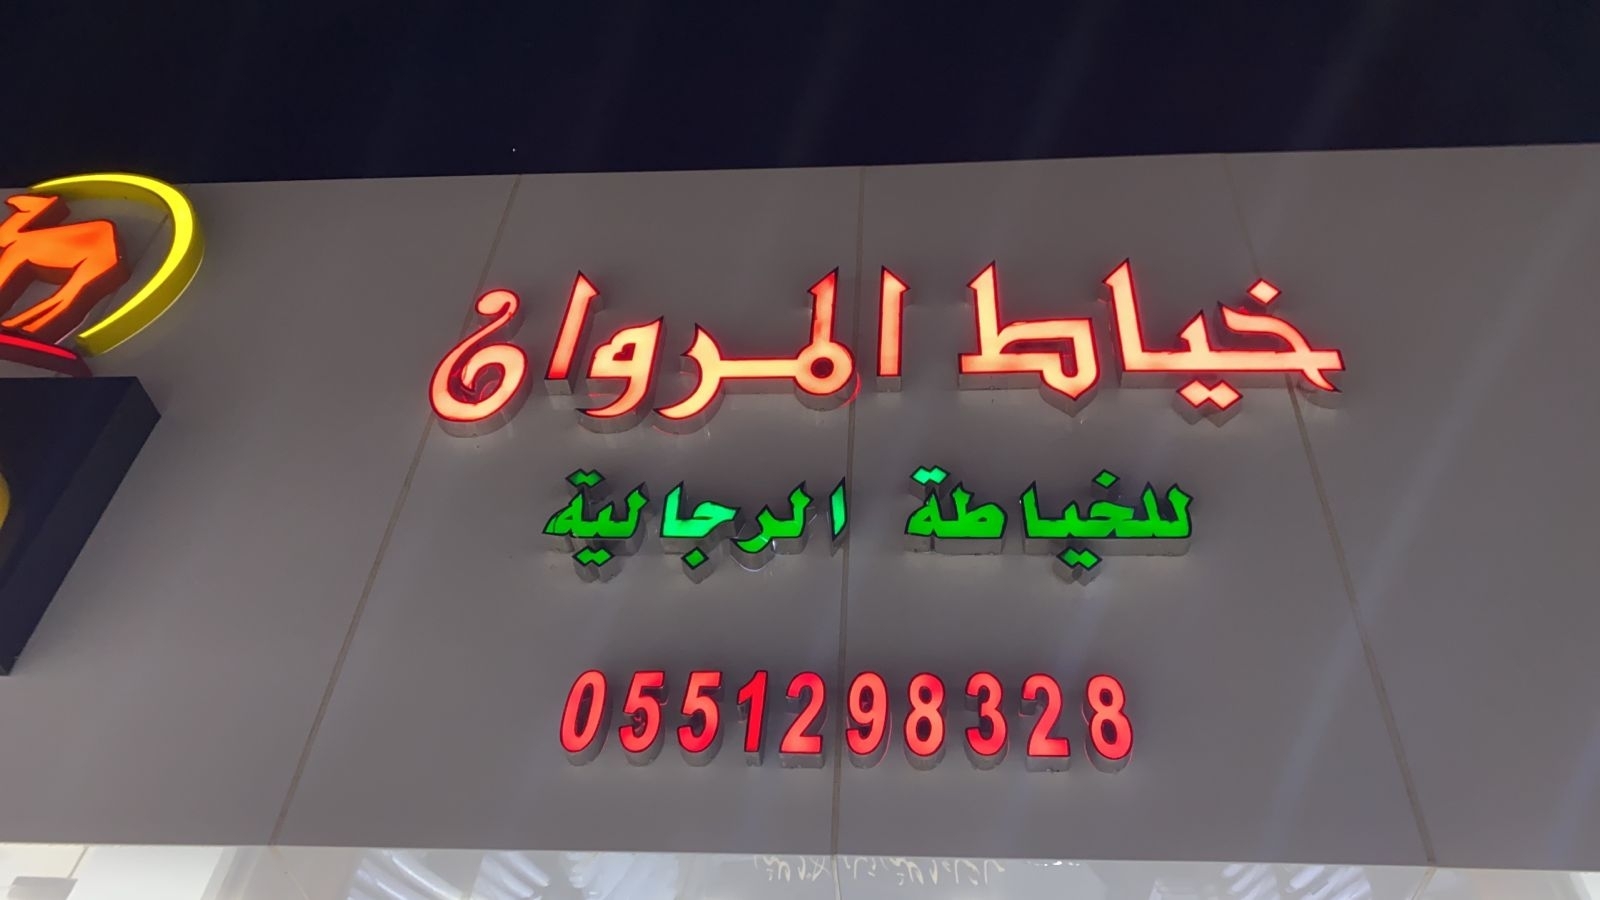 خياط المروان
للخياطة الرجالية
0551298328